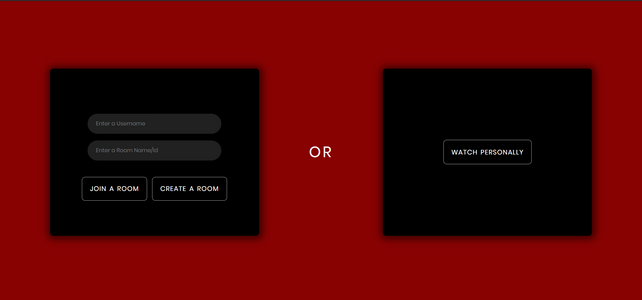 Enter a Username
Enter a Room Name/Id
JOIN A ROOM
CREATE A ROOM
OR
WATCH PERSONALLY